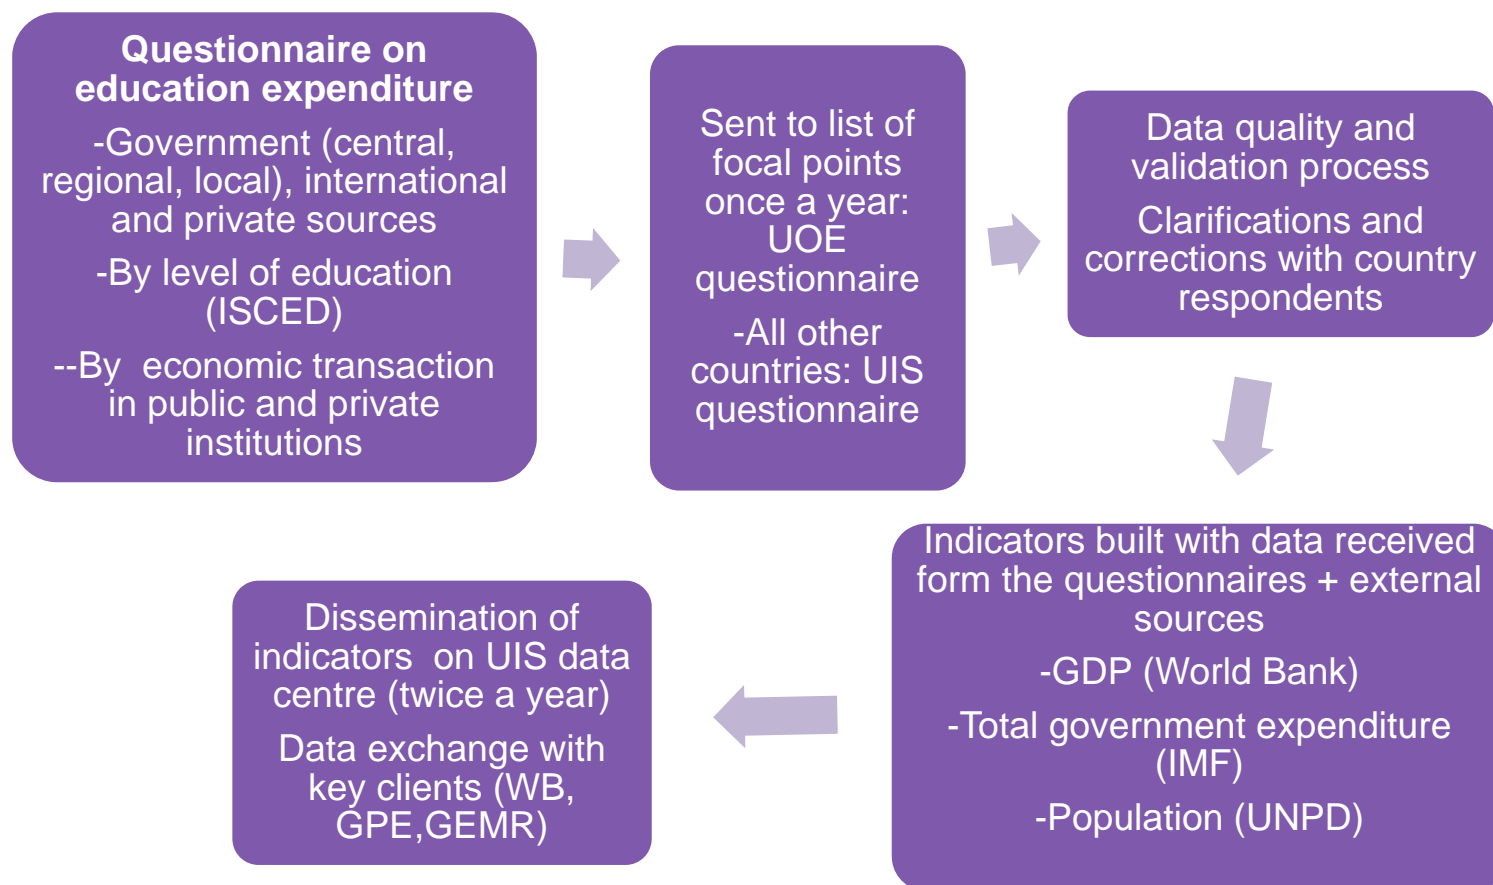 Questionnaire on
education expenditure
-Government (central,
regional, local), international
and private sources
-By level of education
(ISCED)
--By  economic transaction
in public and private
institutions
Sent to list of
focal points
once a year:
UOE
questionnaire
-All other
countries: UIS
questionnaire
Data quality and
validation process
Clarifications and
corrections with country
respondents
Indicators built with data received
form the questionnaires + external
sources
-GDP (World Bank)
-Total government expenditure
(IMF)
-Population (UNPD)
Dissemination of
indicators  on UIS data
centre (twice a year)
Data exchange with
key clients (WB,
GPE,GEMR)